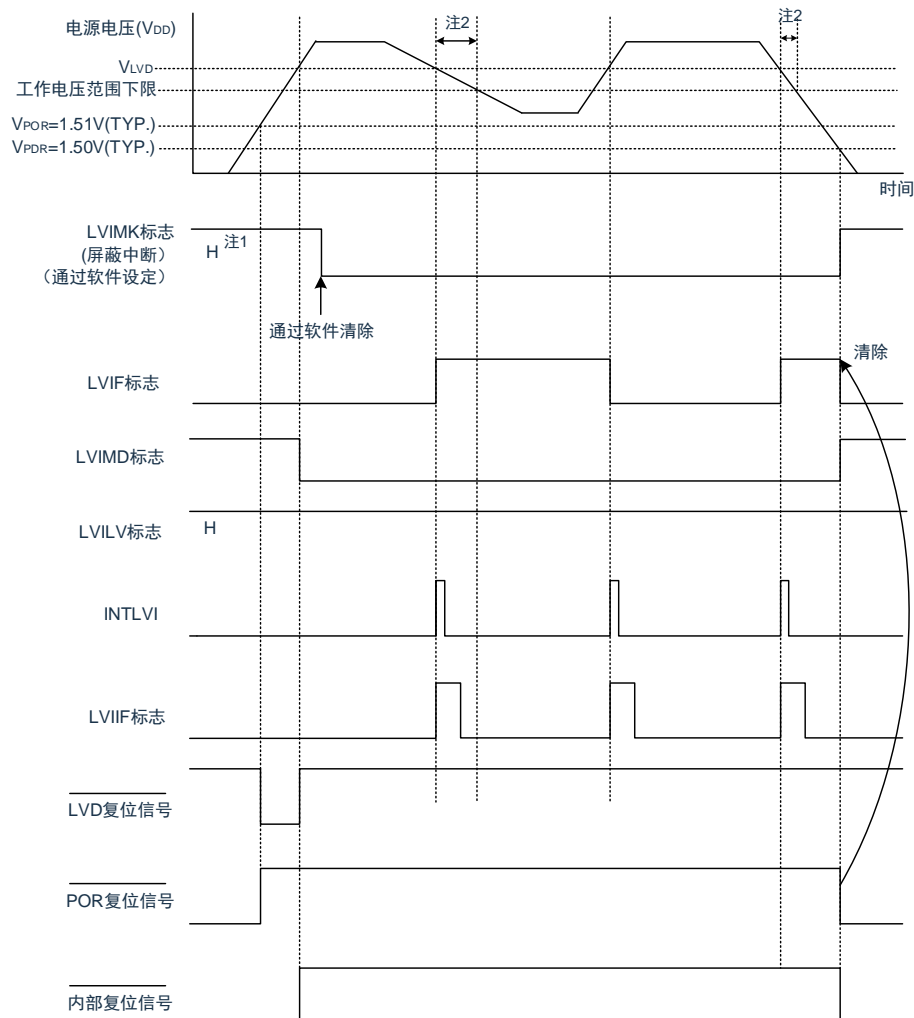 电源电压(VDD)
注2
注2
VLVD
工作电压范围下限
VPOR=1.51V(TYP.)
VPDR=1.50V(TYP.)
时间
LVIMK标志
(屏蔽中断）
（通过软件设定）
H 注1
通过软件清除
清除
LVIF标志
LVIMD标志
LVILV标志
H
INTLVI
LVIIF标志
LVD复位信号
POR复位信号
内部复位信号